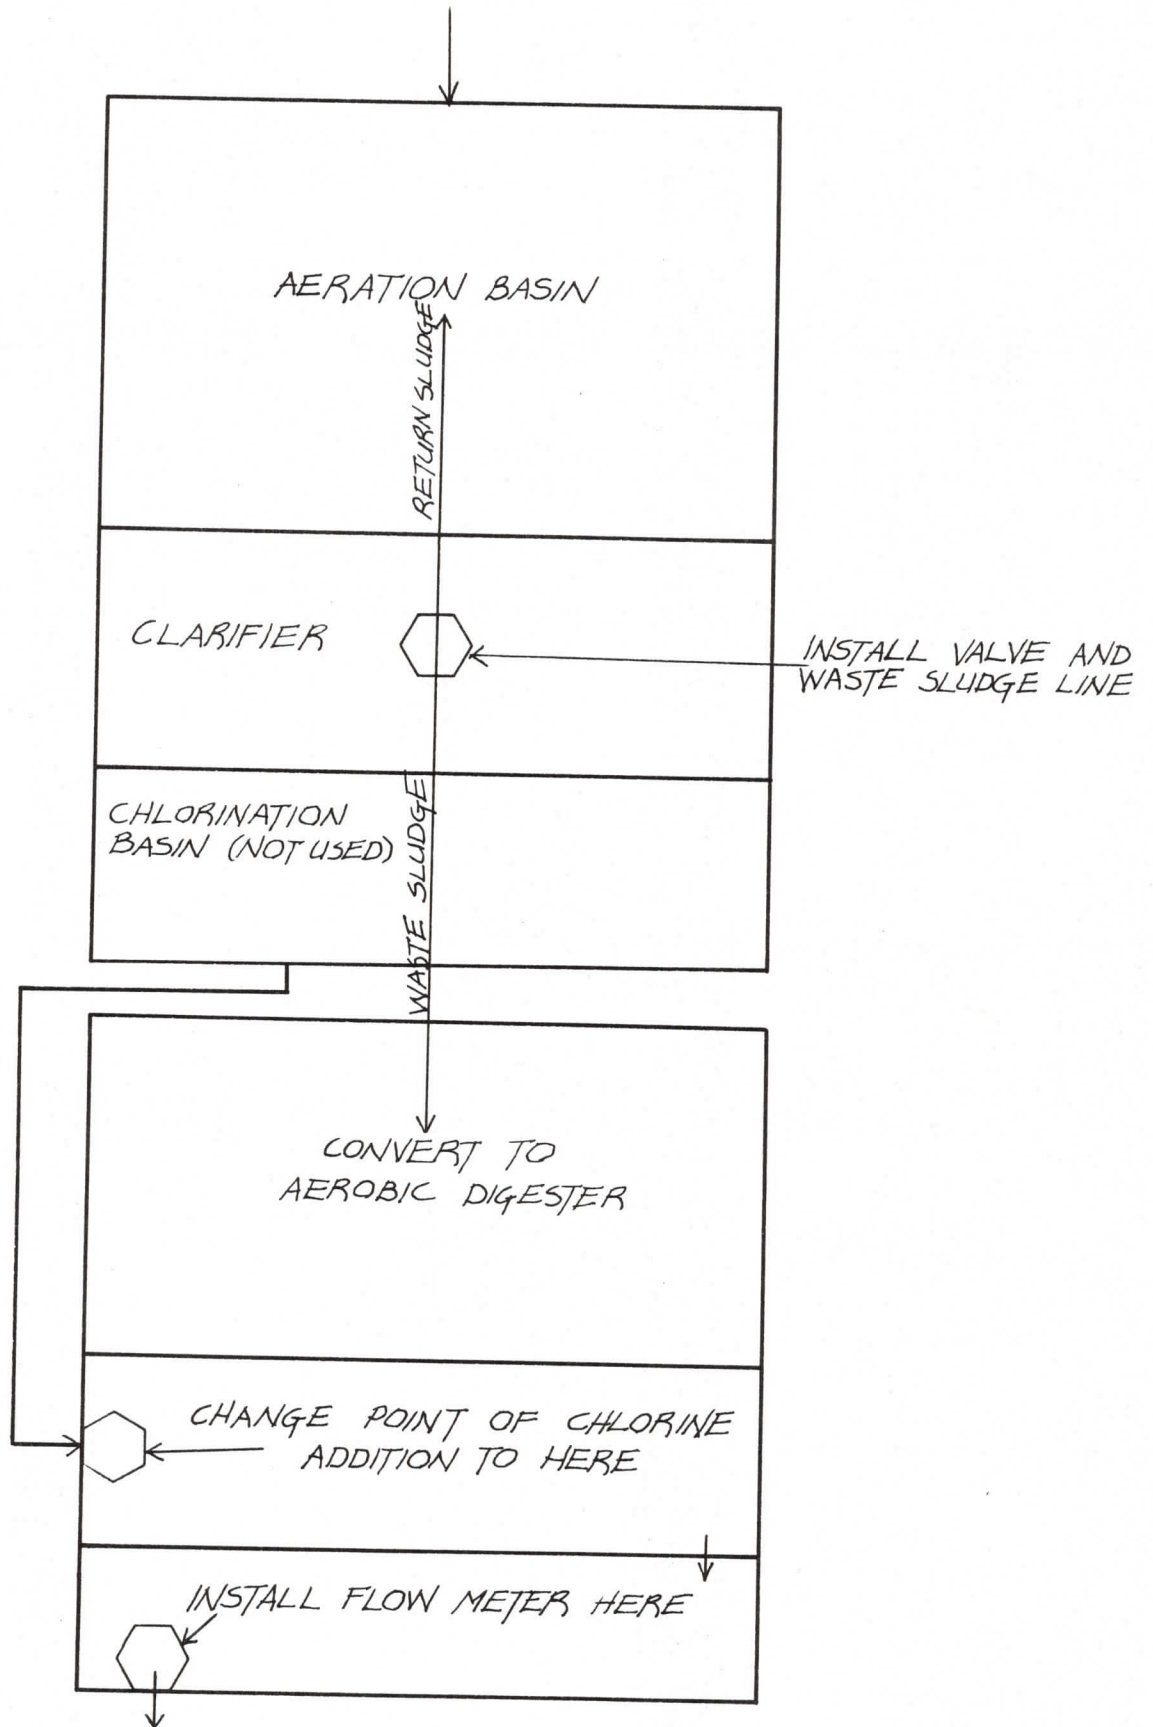 AERATION BASIN
RETURN SLUDGE
CLARIFIER
INSTALL VALVE AND
WASTE SLUDGE LINE
CHLORINATION
BASIN (NOT USED)
WASTE SLUDGE
CONVERT TO
AEROBIC DIGESTER
CHANGE POINT OF CHLORINE
ADDITION TO HERE
INSTALL FLOW METER HERE